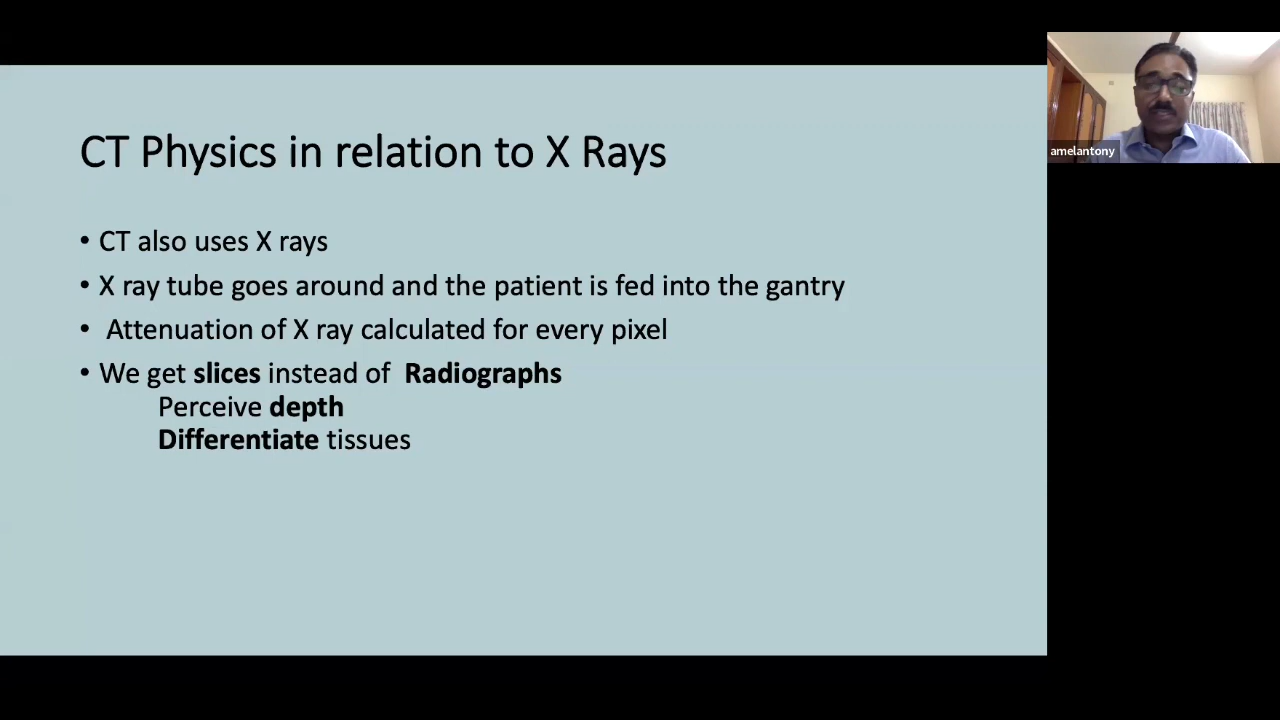 CT Physics in relation to X Rays
• CT also uses X rays
• X ray tube goes around and the patient is fed into the gantry
• Attenuation of X ray calculated for every pixel
• We get slices instead of Radiographs
Perceive depth
Differentiate tissues
amelantony